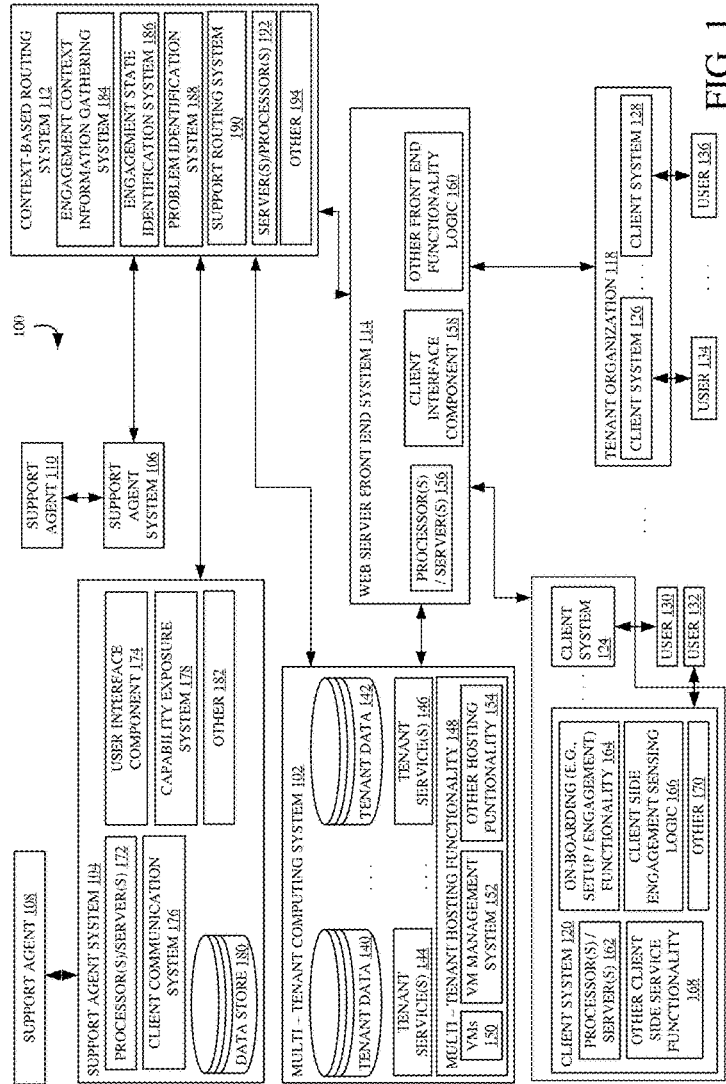 100
SUPPORT AGENT 108
SUPPORT AGENT SYSTEM 104
PROCESSOR(S)/SERVER(S) 172
CLIENT COMMUNICATION
SYSTEM 176
DATA STORE 180
USER INTERFACE
COMPONENT 174
CAPABILITY EXPOSURE
SYSTEM 178
OTHER 182
SUPPORT
AGENT 110
SUPPORT
AGENT
SYSTEM 106
CONTEXT-BASED ROUTING
SYSTEM 112
ENGAGEMENT CONTEXT
INFORMATION GATHERING
SYSTEM 184
ENGAGEMENT STATE
IDENTIFICATION SYSTEM 186
PROBLEM IDENTIFICATION
SYSTEM 188
SUPPORT ROUTING SYSTEM
190
SERVER(S)/PROCESSOR(S) 192
OTHER 194
MULTI – TENANT COMPUTING SYSTEM 102
TENANT DATA 140
. . .
TENANT DATA 142
TENANT
SERVICE(S) 144
. . .
TENANT
SERVICE(S) 146
MULTI – TENANT HOSTING FUNCTIONALITY 148
VMs
150
VM MANAGEMENT
SYSTEM 152
OTHER HOSTING
FUNTIONALITY 154
WEB SERVER FRONT END SYSTEM 114
PROCESSOR(S)
/ SERVER(S) 156
CLIENT
INTERFACE
COMPONENT 158
OTHER FRONT END
FUNCTIONALITY
LOGIC 160
CLIENT SYSTEM 120
PROCESSOR(S)/
SERVER(S) 162
OTHER CLIENT
SIDE SERVICE
FUNCTIONALITY
168
ON-BOARDING (E.G.,
SETUP / ENGAGEMENT)
FUNCTIONALITY 164
CLIENT SIDE
ENGAGEMENT SENSING
LOGIC 166
OTHER 170
. . .
CLIENT
SYSTEM
124
USER 130
USER 132
. . .
TENANT ORGANIZATION 118
CLIENT SYSTEM
126
. . .
CLIENT SYSTEM 128
USER 134
. . .
USER 136
FIG. 1